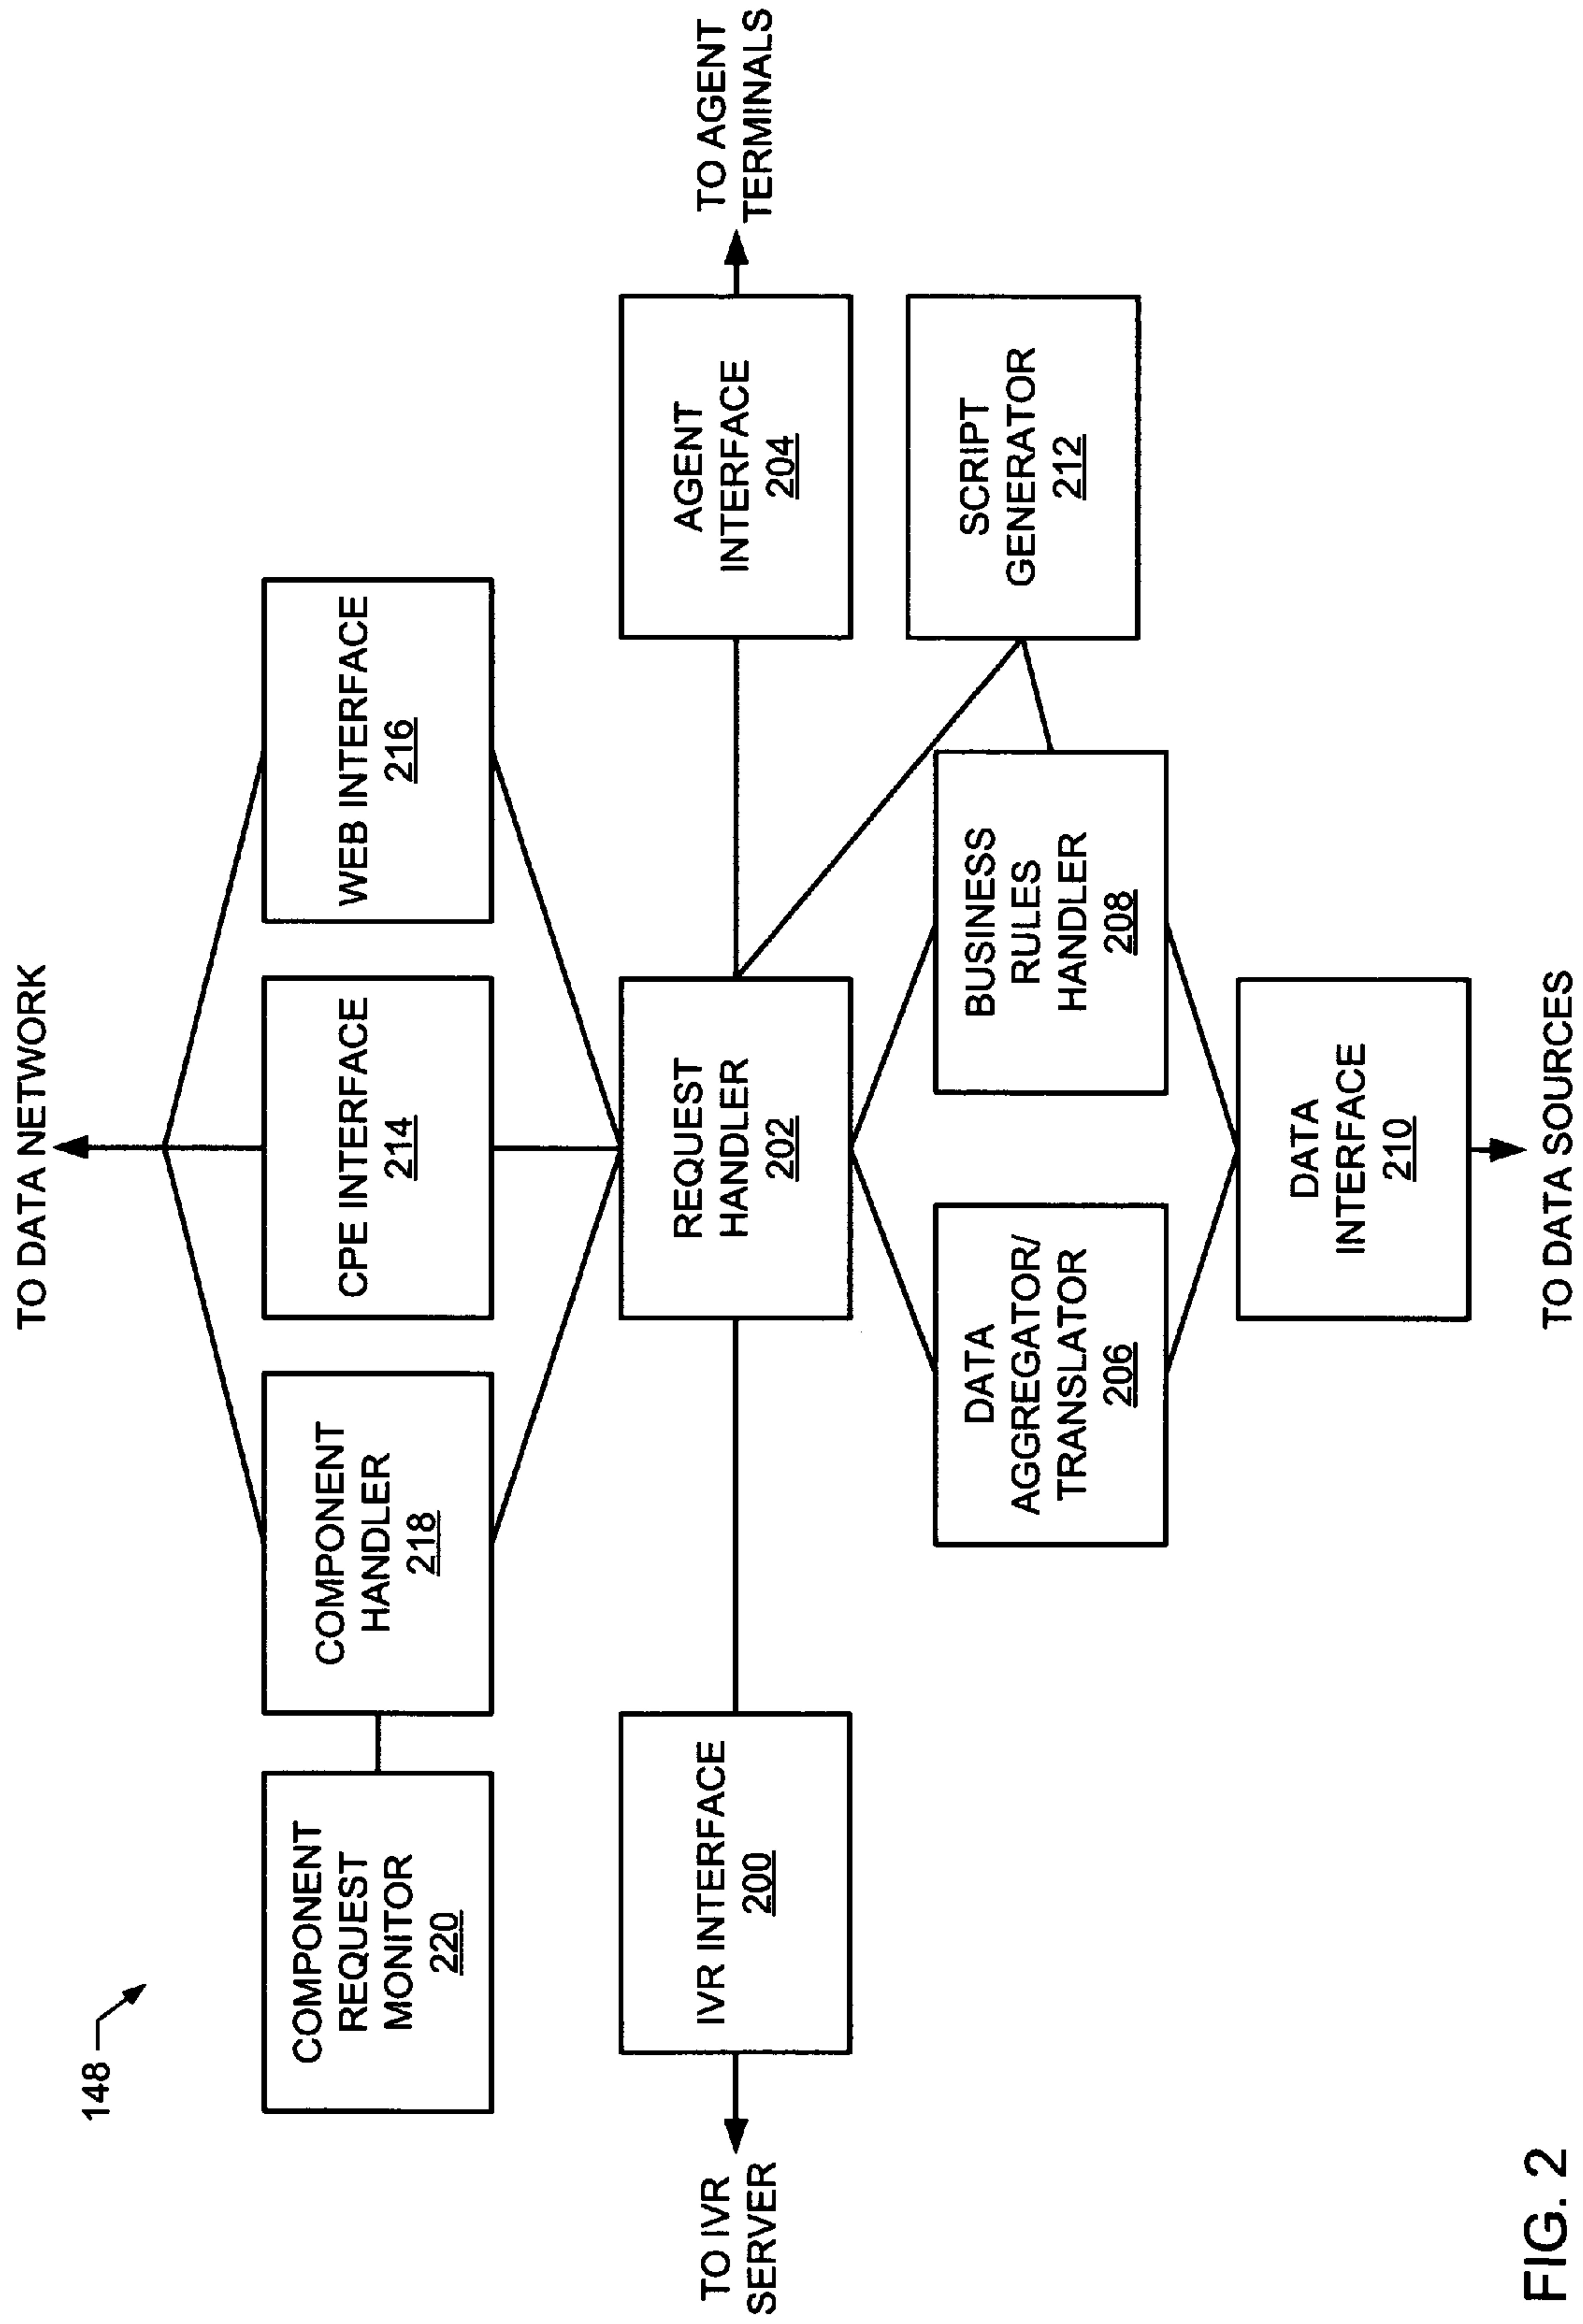 148
TO DATA NETWORK
COMPONENT
REQUEST
MONITOR
220
COMPONENT
HANDLER
218
CPE INTERFACE
214
WEB INTERFACE
216
TO IVR
SERVER
IVR INTERFACE
200
REQUEST
HANDLER
202
AGENT
INTERFACE
204
TO AGENT
TERMINALS
DATA
AGGREGATOR/
TRANSLATOR
206
BUSINESS
RULES
HANDLER
208
SCRIPT
GENERATOR
212
DATA
INTERFACE
210
TO DATA SOURCES
FIG. 2